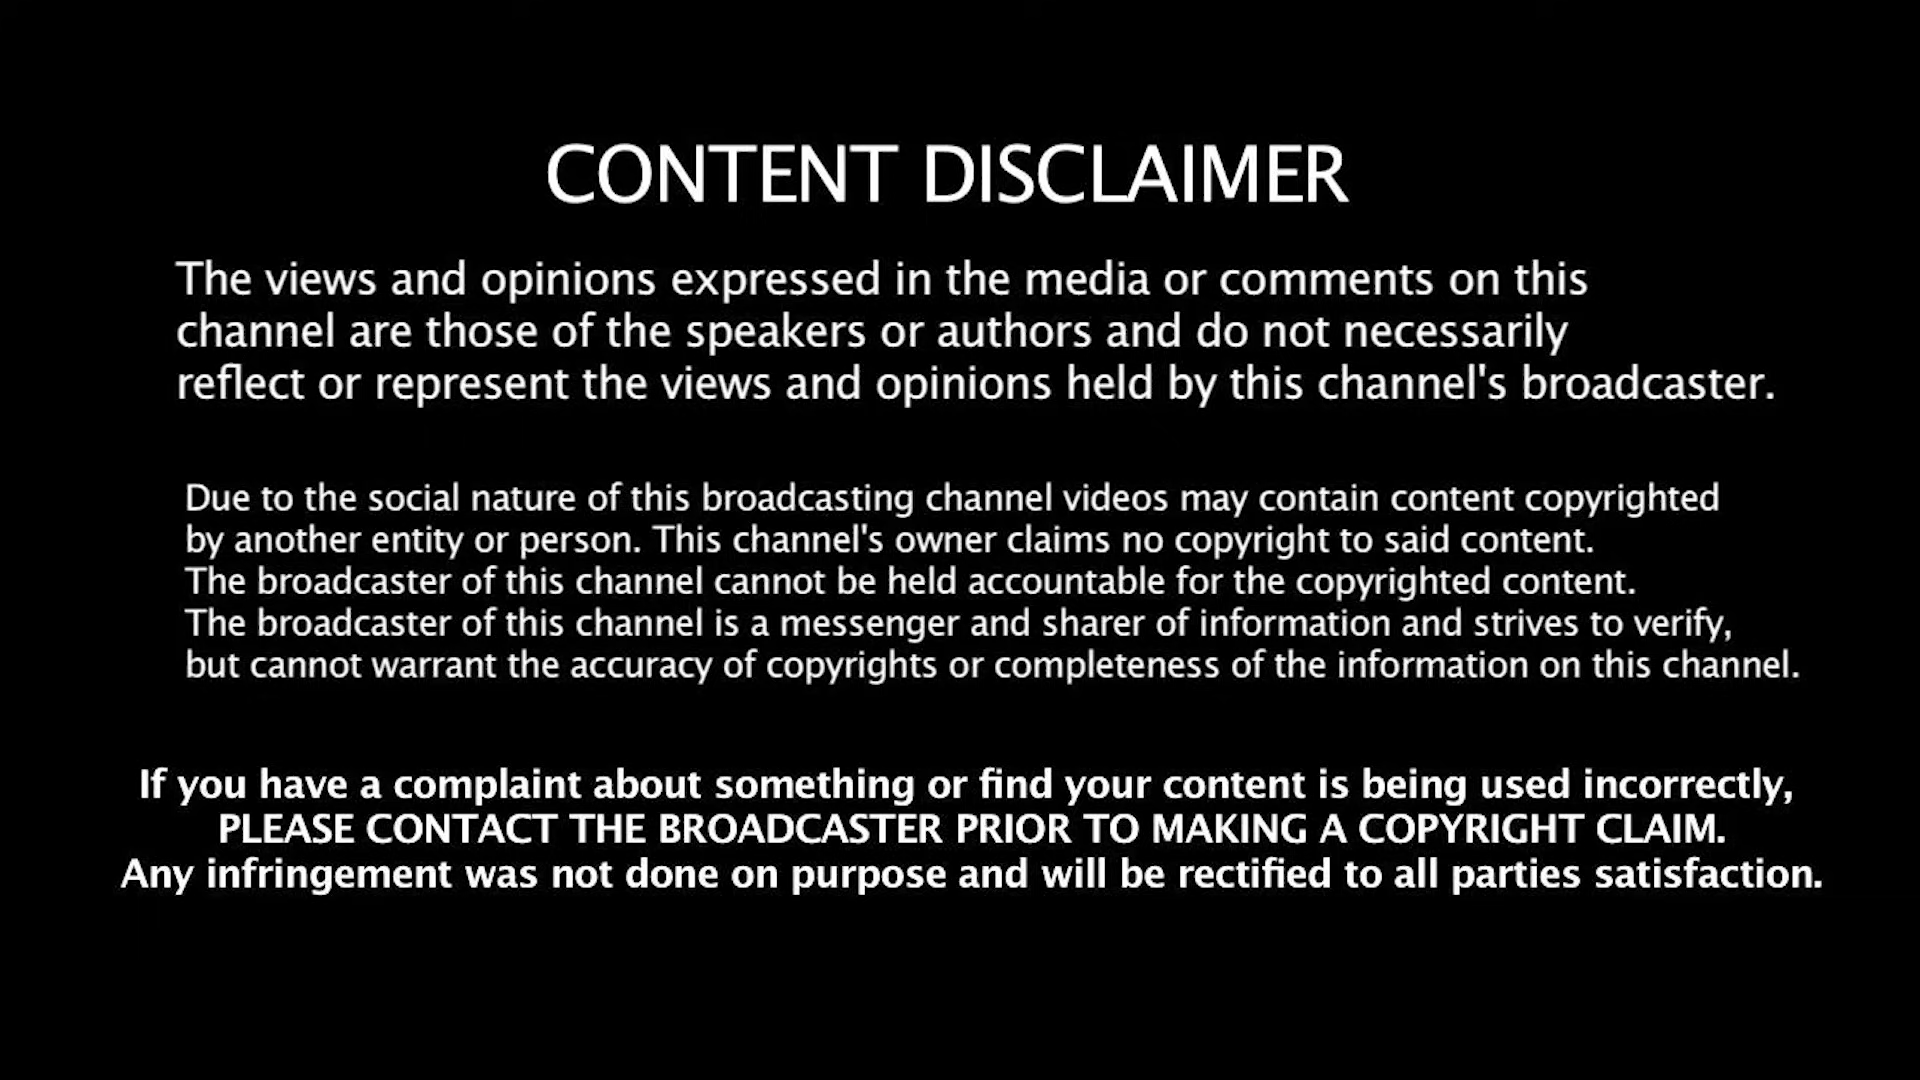 CONTENT DISCLAIMER
The views and opinions expressed in the media or comments on this
channel are those of the speakers or authors and do not necessarily
reflect or represent the views and opinions held by this channel's broadcaster.
Due to the social nature of this broadcasting channel videos may contain content copyrighted
by another entity or person. This channel's owner claims no copyright to said content.
The broadcaster of this channel cannot be held accountable for the copyrighted content.
The broadcaster of this channel is a messenger and sharer of information and strives to verify,
but cannot warrant the accuracy of copyrights or completeness of the information on this channel.
If you have a complaint about something or find your content is being used incorrectly,
PLEASE CONTACT THE BROADCASTER PRIOR TO MAKING A COPYRIGHT CLAIM.
Any infringement was not done on purpose and will be rectified to all parties satisfaction.